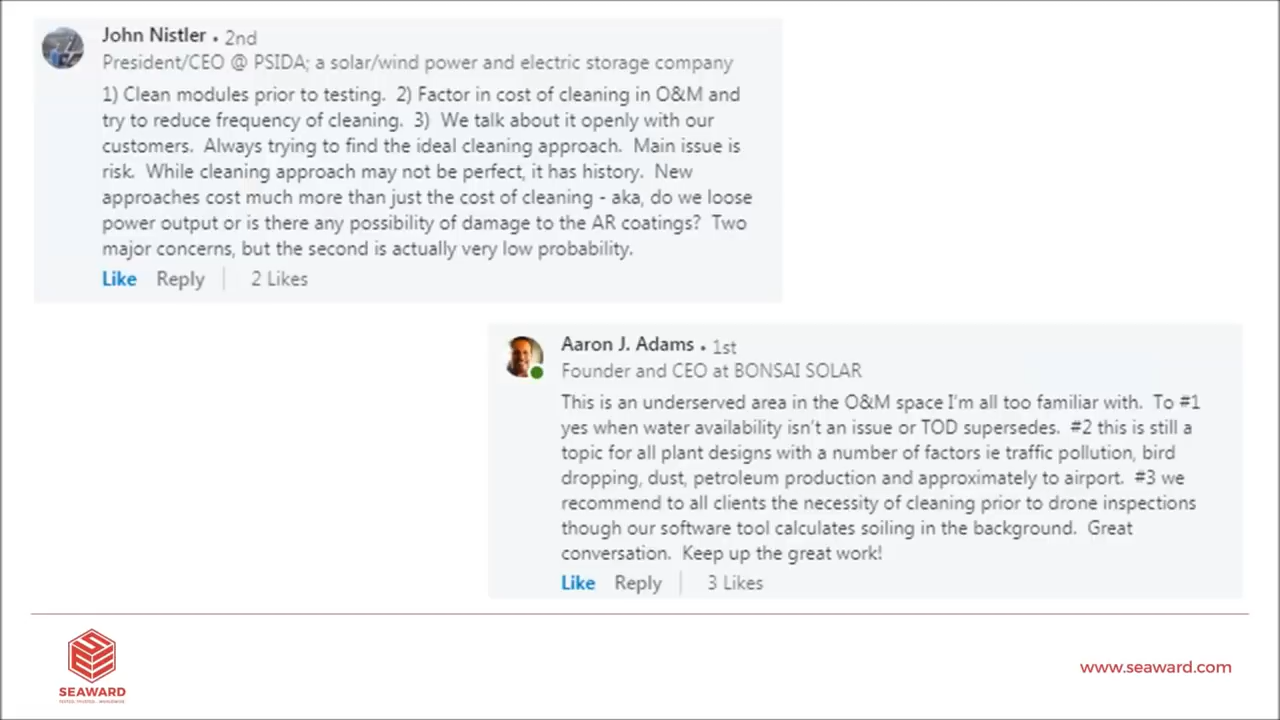 John Nistler • 2nd
President/CEO @ PSIDA; a solar/wind power and electric storage company
1) Clean modules prior to testing.  2) Factor in cost of cleaning in O&M and
try to reduce frequency of cleaning.  3)  We talk about it openly with our
customers.  Always trying to find the ideal cleaning approach.  Main issue is
risk.  While cleaning approach may not be perfect, it has history.  New
approaches cost much more than just the cost of cleaning - aka, do we loose
power output or is there any possibility of damage to the AR coatings?  Two
major concerns, but the second is actually very low probability.
Like Reply 2 Likes
Aaron J. Adams • 1st
Founder and CEO at BONSAI SOLAR
This is an underserved area in the O&M space I'm all too familiar with.  To #1
yes when water availability isn't an issue or TOD supersedes.  #2 this is still a
topic for all plant designs with a number of factors ie traffic pollution, bird
dropping, dust, petroleum production and approximately to airport.  #3 we
recommend to all clients the necessity of cleaning prior to drone inspections
though our software tool calculates soiling in the background.  Great
conversation.  Keep up the great work!
Like Reply 3 Likes
SEAWARD
TESTED. TRUSTED. WORLDWIDE.
www.seaward.com